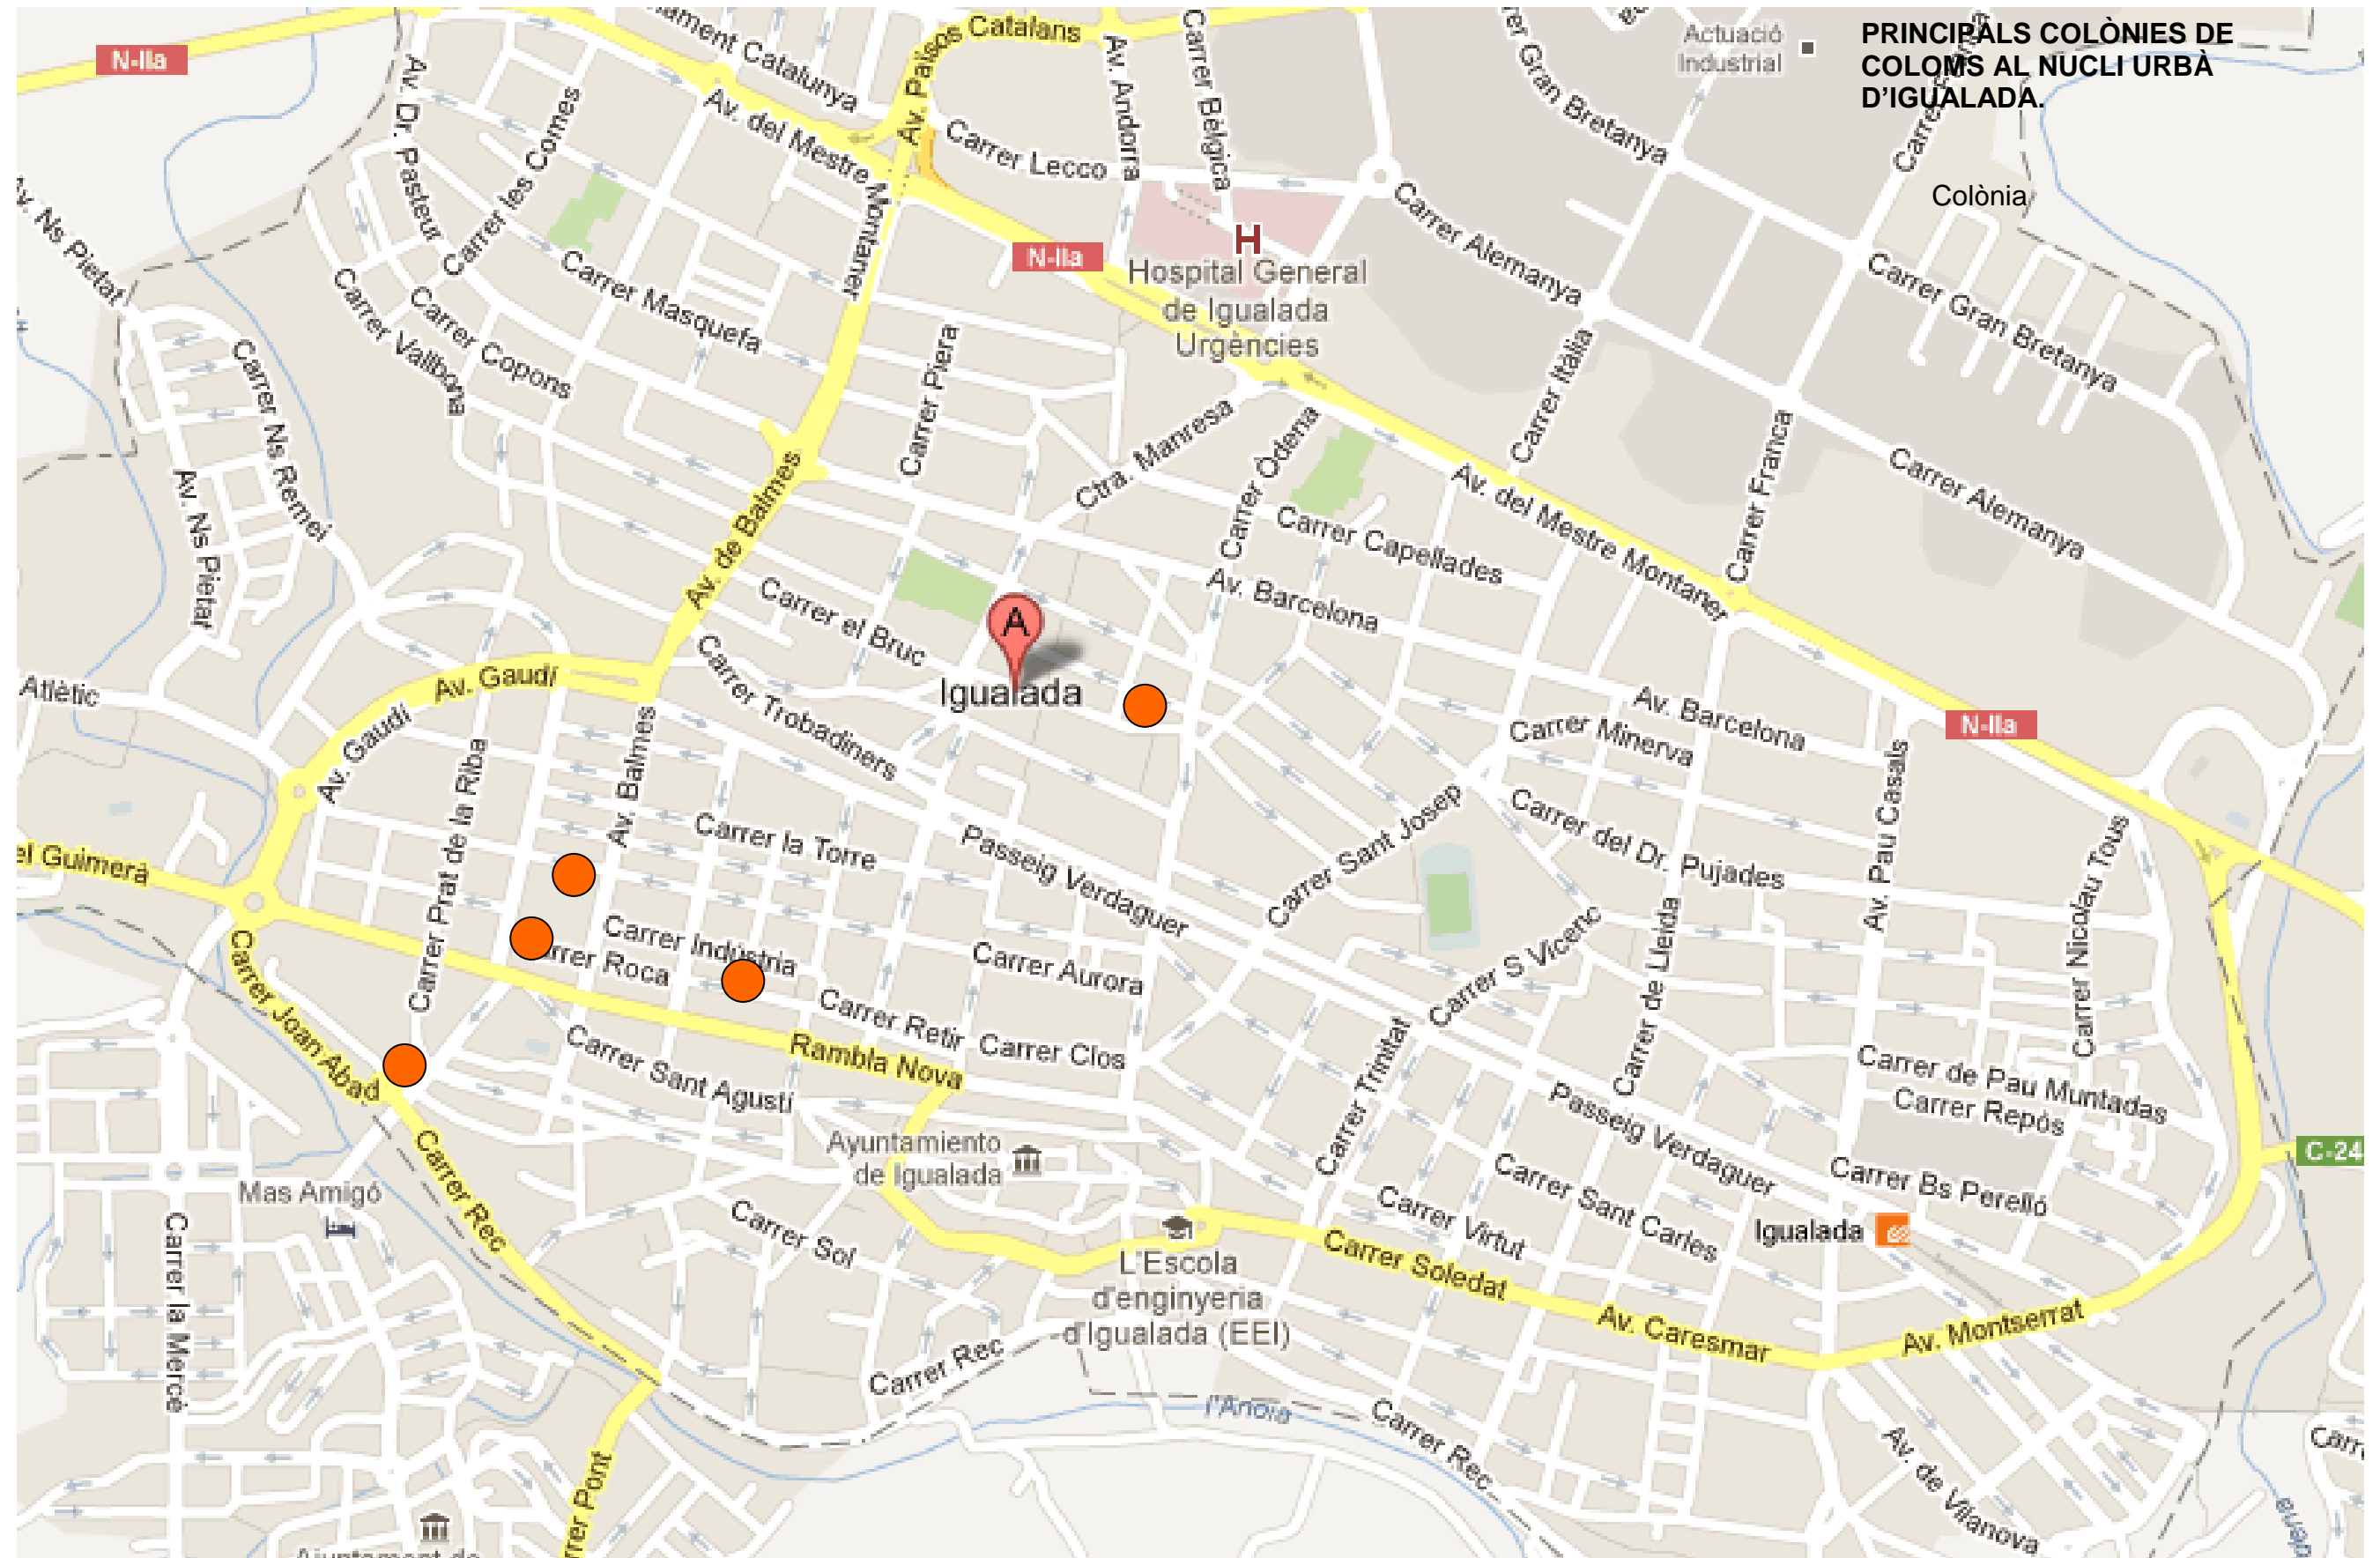 PRINCIPALS COLÒNIES DE
COLOMS AL NUCLI URBÀ
D'IGUALADA.
Colònia
Actuació
Industrial
N-IIa
Av. Països Catalans
Catalunya
Av. Andorra
Carrer Bèlgica
Carrer Gran Bretanya
Av. Dr. Pasteur
Carrer les Comes
Av. del Mestre Montaner
Carrer Lecco
Av. Ns Pietat
Carrer Alemanya
N-IIa
H
Hospital General
de Igualada
Urgències
Carrer Masquefa
Carrer Copons
Carrer Vallbona
Carrer Gran Bretanya
Carrer Ns Remei
Carrer Piera
Carrer Itàlia
Ctra. Manresa
Carrer Òdena
Carrer França
Carrer Alemanya
Av. Ns Pietat
Av. de Balmes
Av. del Mestre Montaner
Carrer Capellades
Av. Barcelona
Carrer el Bruc
A
Igualada
Carrer Trobadiners
Atlètic
Av. Gaudí
Av. Gaudí
Av. Balmes
Carrer Prat de la Riba
Av. Barcelona
Carrer Minerva
N-IIa
Av. Pau Casals
Carrer Sant Josep
Carrer del Dr. Pujades
Carrer Nicolau Tous
el Guimerà
Carrer la Torre
Passeig Verdaguer
Carrer Indústria
Roca
Carrer Aurora
Carrer S Vicenç
Carrer de Lleida
Carrer Joan Abad
Carrer Retir
Carrer Clos
Rambla Nova
Carrer Sant Agustí
Carrer Trinitat
Carrer de Pau Muntadas
Carrer Repòs
Passeig Verdaguer
Ayuntamiento
de Igualada
C-24
Mas Amigó
Carrer Rec
Carrer Bs Perelló
Carrer Sant Carles
Carrer Virtut
Igualada
Carrer la Mercè
Carrer Sol
Carrer Soledat
L'Escola
d'enginyeria
d'Igualada (EEI)
Av. Caresmar
Av. Montserrat
Carrer Rec
l'Anoia
Carrer Rec
Av. de Vilanova
Pont